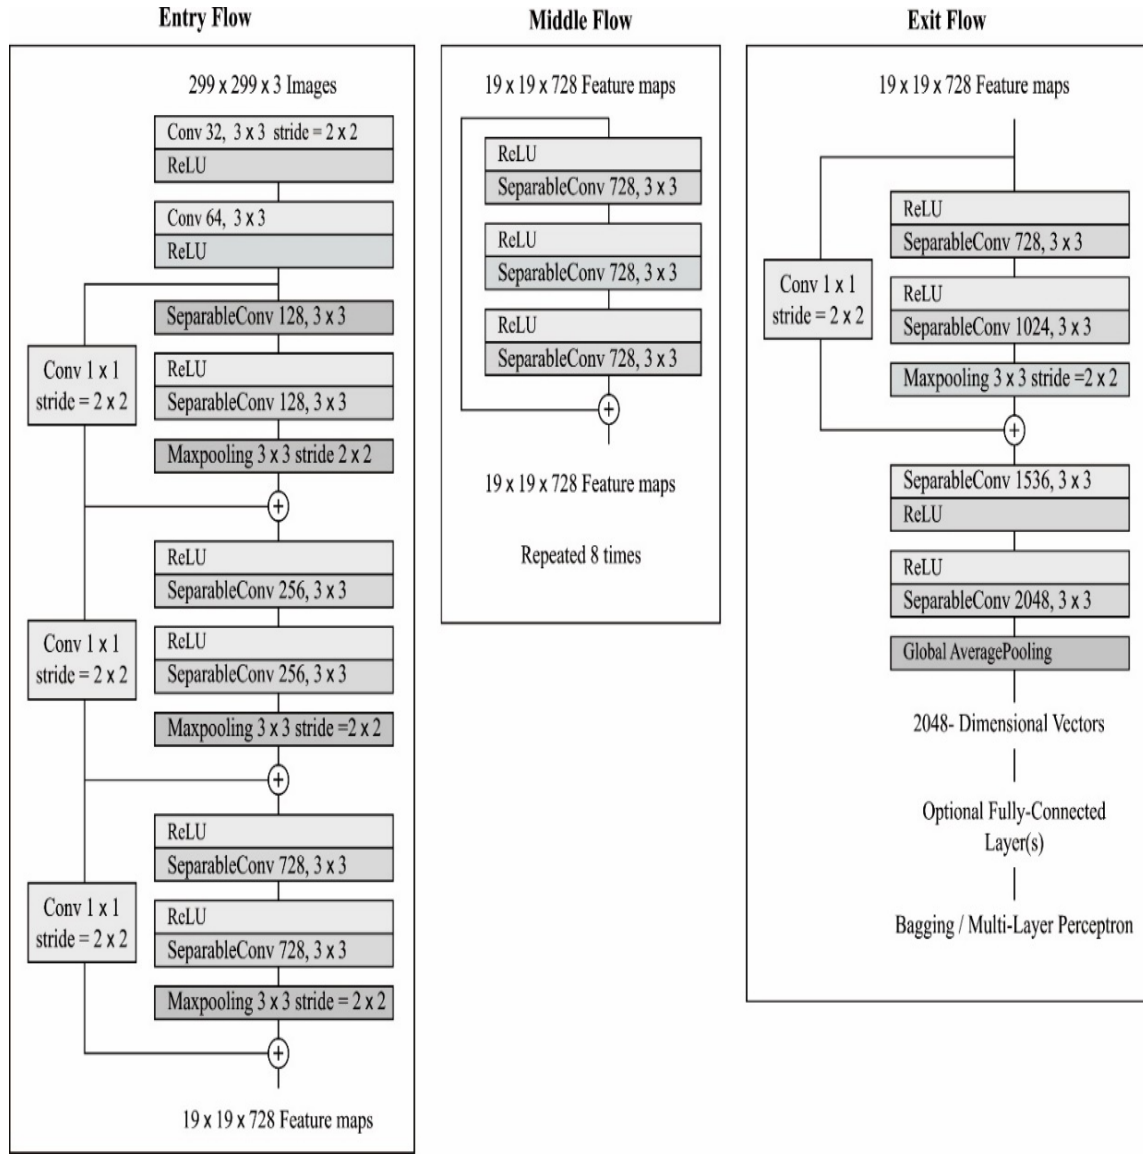 Entry Flow
299 x 299 x 3 Images
Conv 32, 3 x 3 stride = 2 x 2
ReLU
Conv 64, 3 x 3
ReLU
SeparableConv 128, 3 x 3
Conv 1 x 1
stride = 2 x 2
ReLU
SeparableConv 128, 3 x 3
Maxpooling 3 x 3 stride 2 x 2
+
ReLU
SeparableConv 256, 3 x 3
Conv 1 x 1
stride = 2 x 2
ReLU
SeparableConv 256, 3 x 3
Maxpooling 3 x 3 stride =2 x 2
+
ReLU
SeparableConv 728, 3 x 3
Conv 1 x 1
stride = 2 x 2
ReLU
SeparableConv 728, 3 x 3
Maxpooling 3 x 3 stride = 2 x 2
+
19 x 19 x 728 Feature maps
Middle Flow
19 x 19 x 728 Feature maps
ReLU
SeparableConv 728, 3 x 3
ReLU
SeparableConv 728, 3 x 3
ReLU
SeparableConv 728, 3 x 3
+
19 x 19 x 728 Feature maps
Repeated 8 times
Exit Flow
19 x 19 x 728 Feature maps
ReLU
SeparableConv 728, 3 x 3
Conv 1 x 1
stride = 2 x 2
ReLU
SeparableConv 1024, 3 x 3
Maxpooling 3 x 3 stride =2 x 2
+
SeparableConv 1536, 3 x 3
ReLU
ReLU
SeparableConv 2048, 3 x 3
Global AveragePooling
2048- Dimensional Vectors
Optional Fully-Connected
Layer(s)
Bagging / Multi-Layer Perceptron